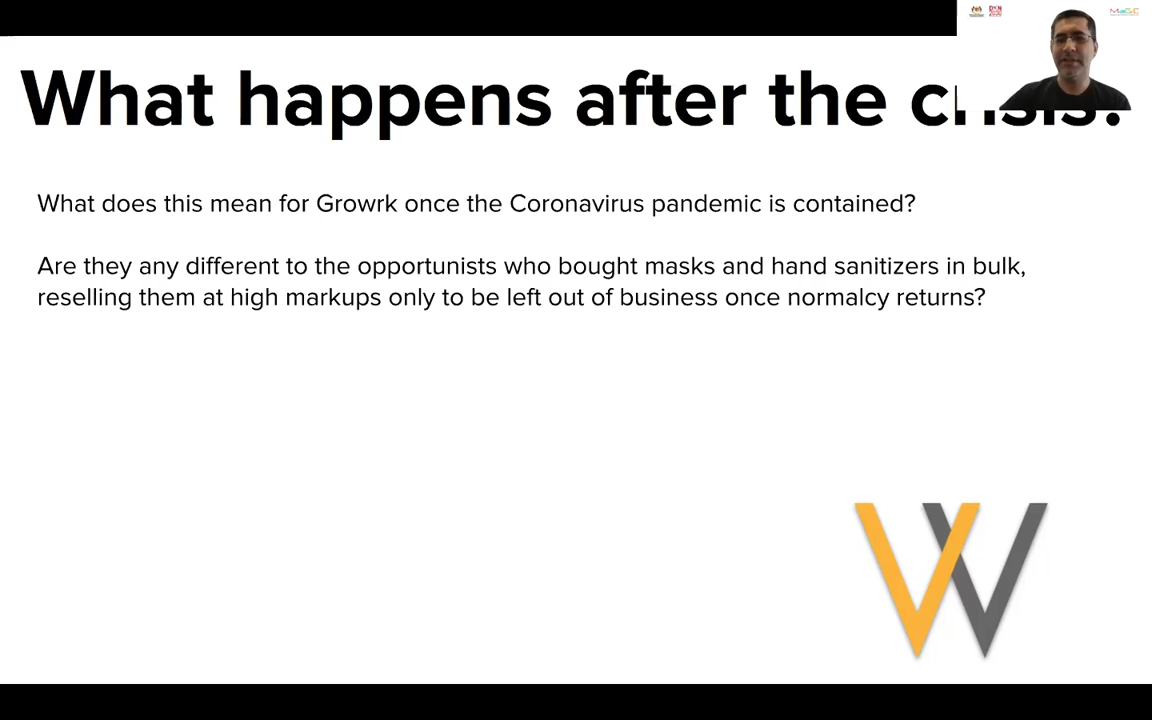 What happens after the crisis?
What does this mean for Growrk once the Coronavirus pandemic is contained?
Are they any different to the opportunists who bought masks and hand sanitizers in bulk,
reselling them at high markups only to be left out of business once normalcy returns?